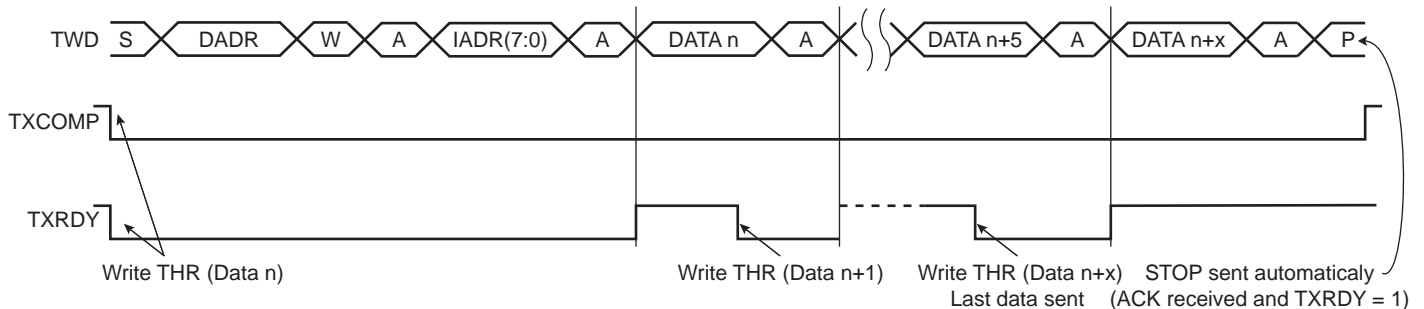 TWD S DADR W A IADR(7:0) A DATA n A DATA n+5 A DATA n+x A P
TXCOMP
TXRDY
Write THR (Data n) Write THR (Data n+1) Write THR (Data n+x) STOP sent automaticaly
Last data sent (ACK received and TXRDY = 1)